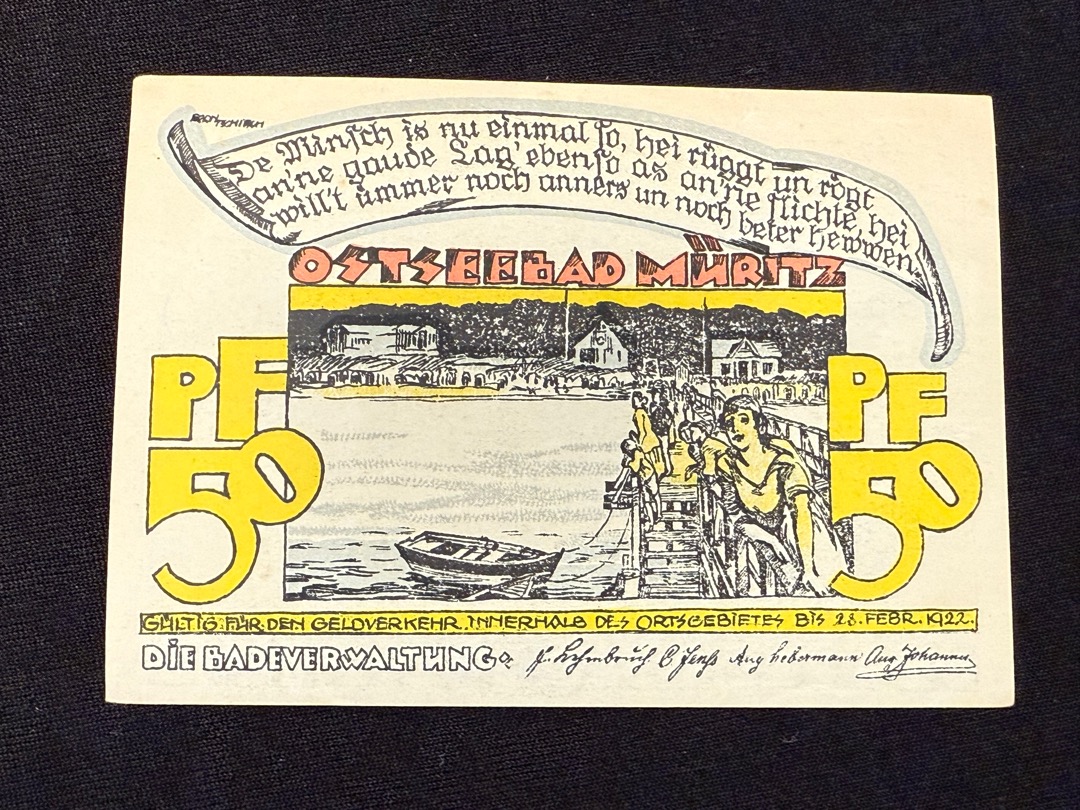 De Minsch is nu einmal so, hei rüggt un rögt
an'ne gaude Lag' ebenso as an'ne slichte, hei
will't ümmer noch anners un noch beter hewwen.
OSTSEEBAD MÜRITZ
PF 50
PF 50
GÜLTIG FÜR DEN GELDVERKEHR INNERHALB DES ORTSGEBIETES BIS 28. FEBR. 1922.
DIE BADEVERWALTUNG Aug Johannes